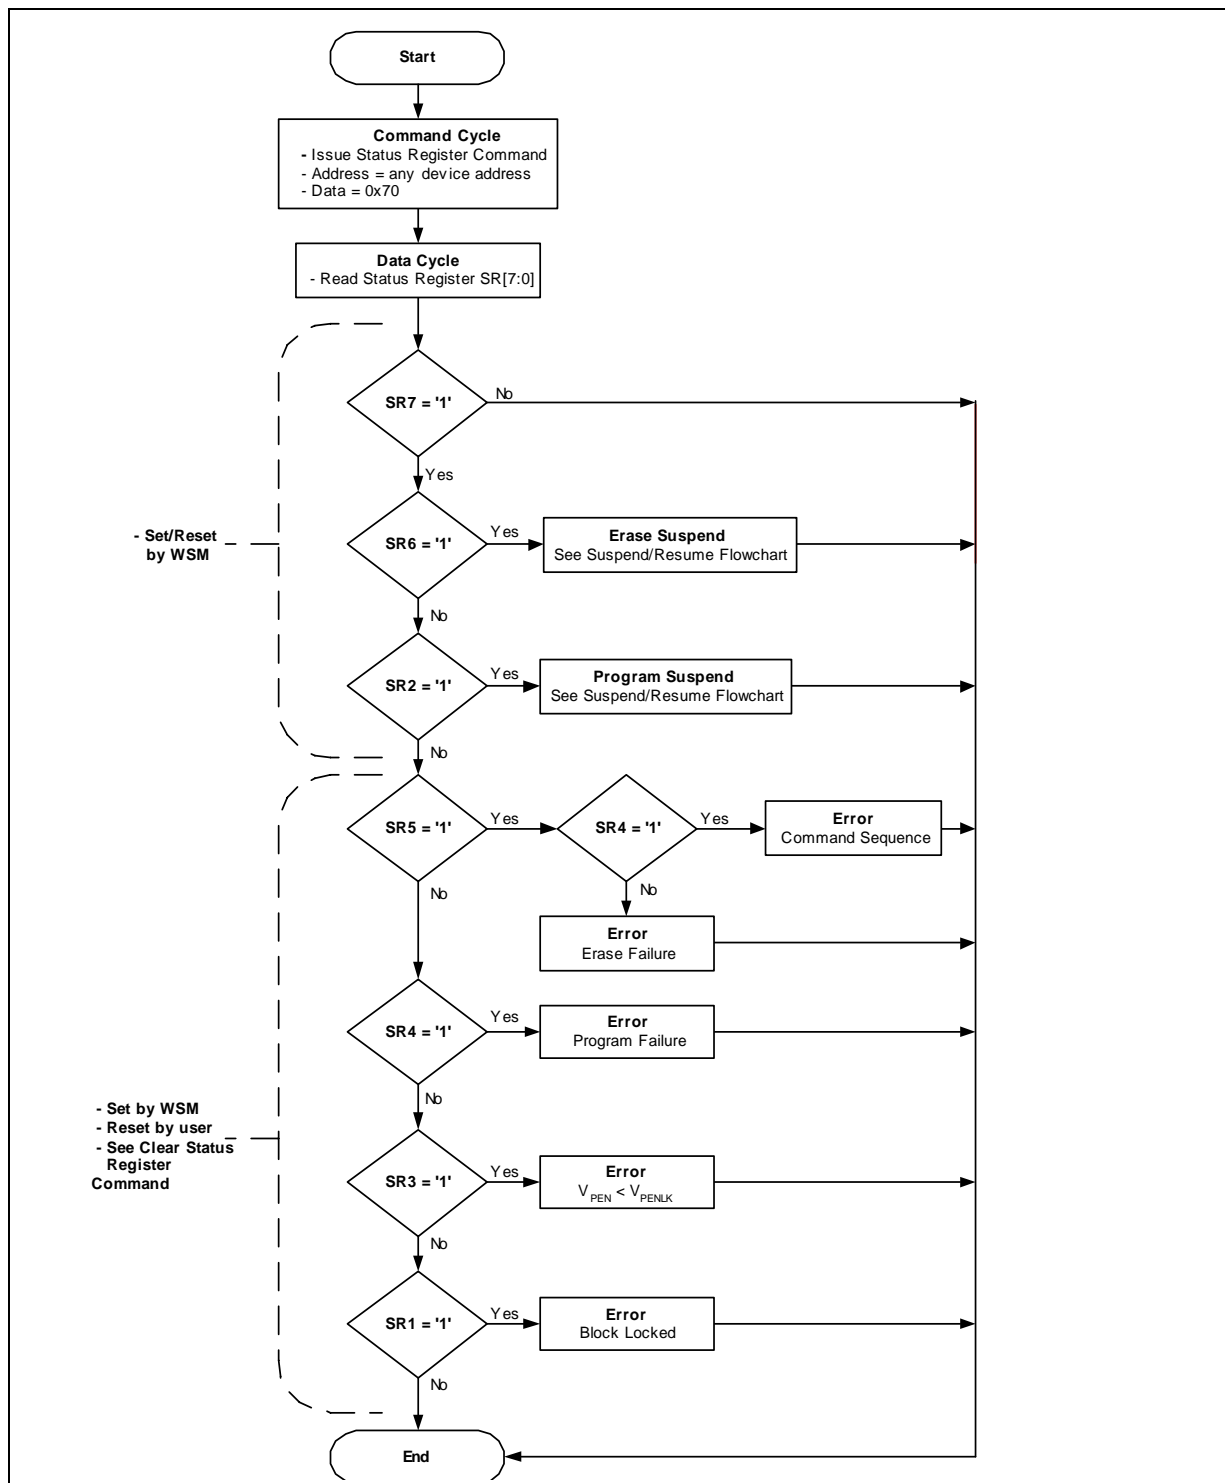 Start
Command Cycle
- Issue Status Register Command
- Address = any device address
- Data = 0x70
Data Cycle
- Read Status Register SR[7:0]
SR7 = '1'
No
Yes
- Set/Reset
by WSM
SR6 = '1'
Yes
Erase Suspend
See Suspend/Resume Flowchart
No
SR2 = '1'
Yes
Program Suspend
See Suspend/Resume Flowchart
No
SR5 = '1'
Yes
SR4 = '1'
Yes
Error
Command Sequence
No
No
Error
Erase Failure
SR4 = '1'
Yes
Error
Program Failure
No
- Set by WSM
- Reset by user
- See Clear Status
Register
Command
SR3 = '1'
Yes
Error
VPEN < VPENLK
No
SR1 = '1'
Yes
Error
Block Locked
No
End